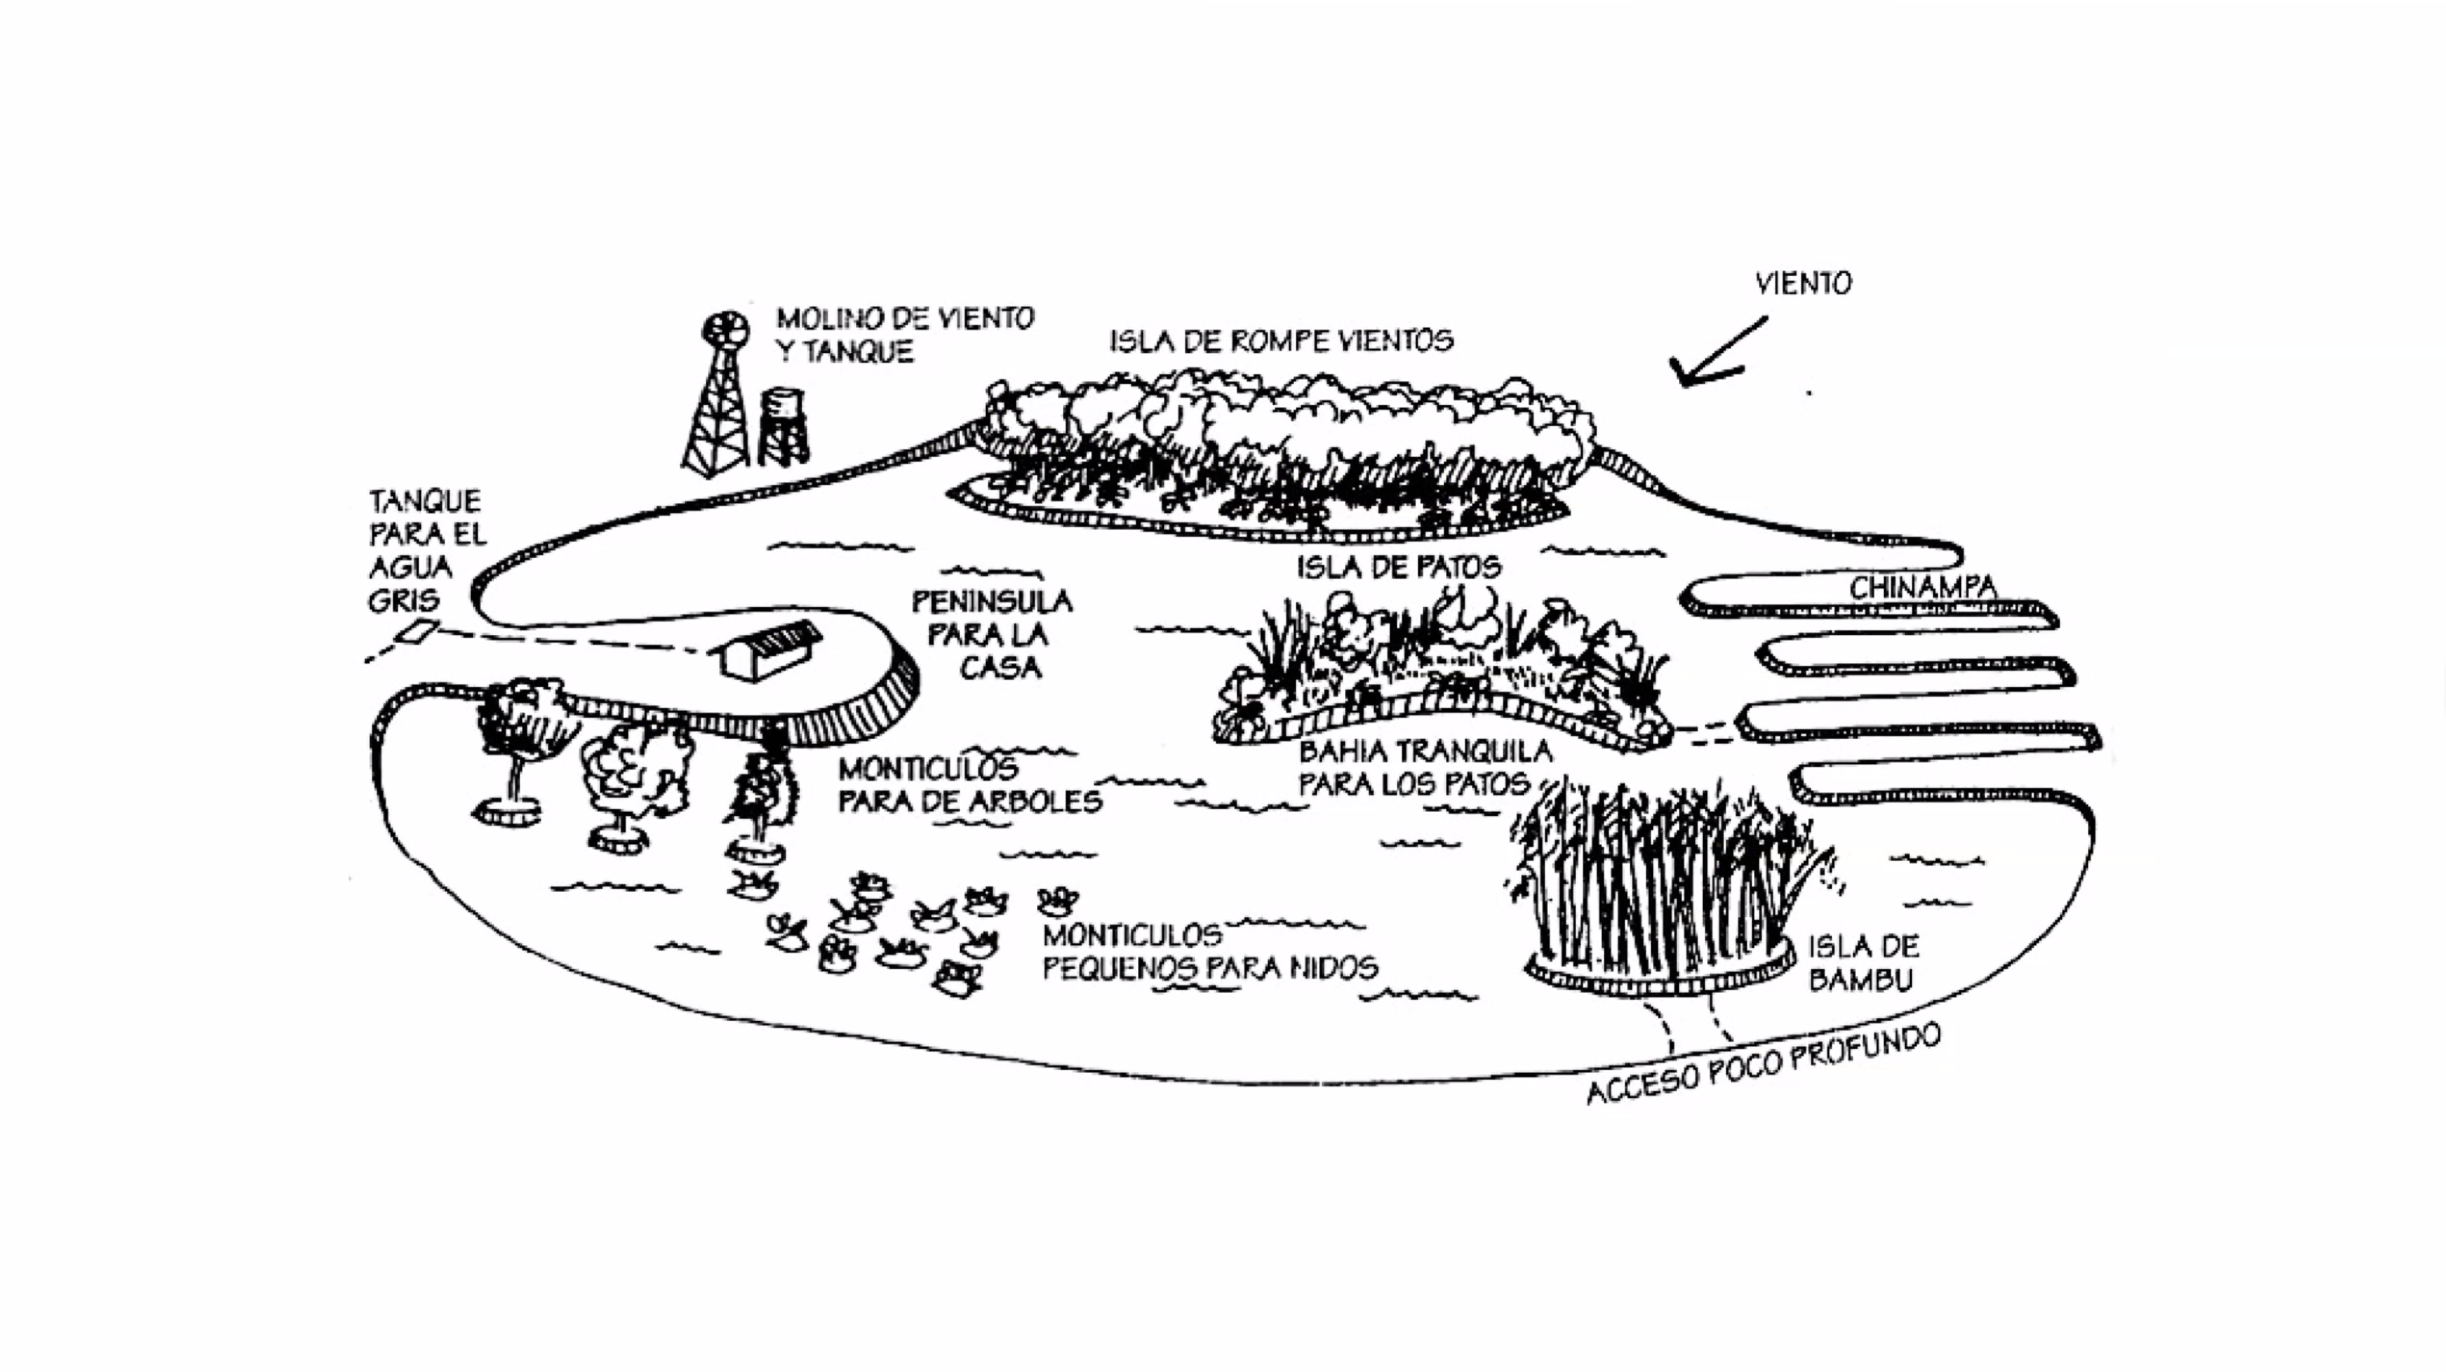 VIENTO
MOLINO DE VIENTO
Y TANQUE
ISLA DE ROMPE VIENTOS
TANQUE
PARA EL
AGUA
GRIS
ISLA DE PATOS
CHINAMPA
PENINSULA
PARA LA
CASA
BAHIA TRANQUILA
PARA LOS PATOS
MONTICULOS
PARA DE ARBOLES
MONTICULOS
PEQUENOS PARA NIDOS
ISLA DE
BAMBU
ACCESO POCO PROFUNDO